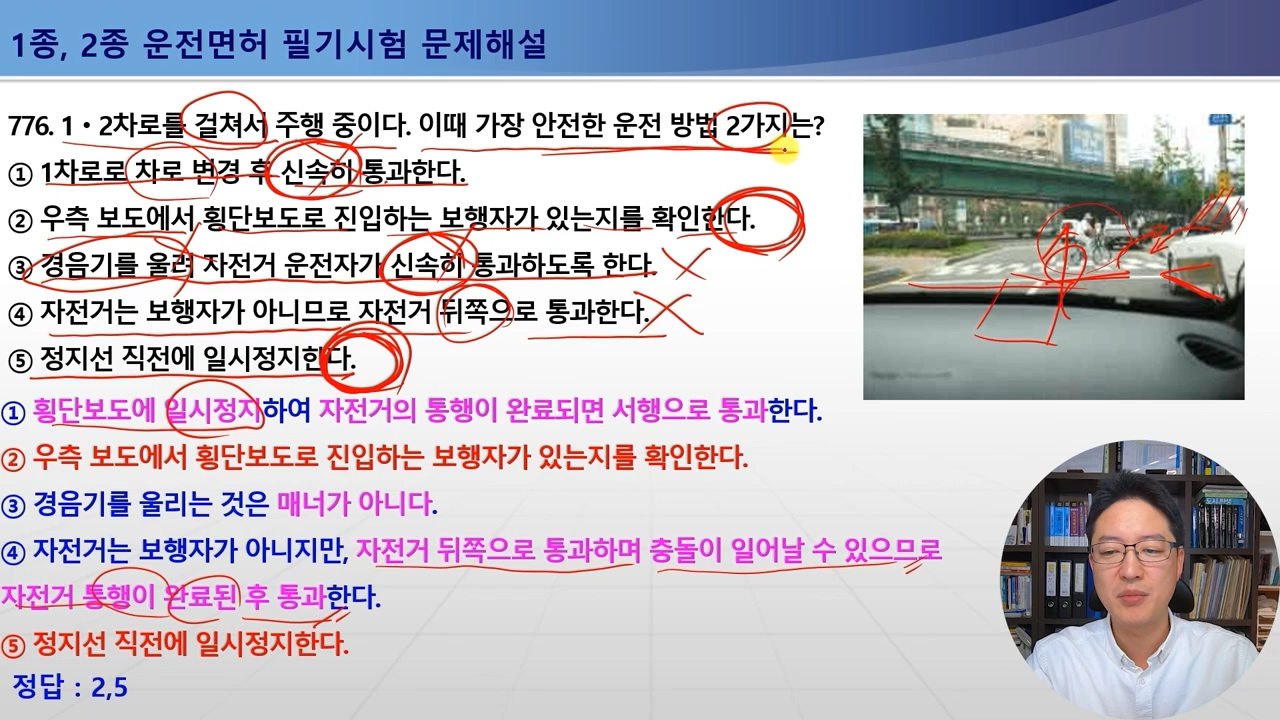 1종, 2종 운전면허 필기시험 문제해설
776. 1・2차로를 걸쳐서 주행 중이다. 이때 가장 안전한 운전 방법 2가지는?
① 1차로로 차로 변경 후 신속히 통과한다.
② 우측 보도에서 횡단보도로 진입하는 보행자가 있는지를 확인한다.
③ 경음기를 울려 자전거 운전자가 신속히 통과하도록 한다.
④ 자전거는 보행자가 아니므로 자전거 뒤쪽으로 통과한다.
⑤ 정지선 직전에 일시정지한다.
① 횡단보도에 일시정지하여 자전거의 통행이 완료되면 서행으로 통과한다.
② 우측 보도에서 횡단보도로 진입하는 보행자가 있는지를 확인한다.
③ 경음기를 울리는 것은 매너가 아니다.
④ 자전거는 보행자가 아니지만, 자전거 뒤쪽으로 통과하며 충돌이 일어날 수 있으므로
자전거 통행이 완료된 후 통과한다.
⑤ 정지선 직전에 일시정지한다.
정답 : 2,5